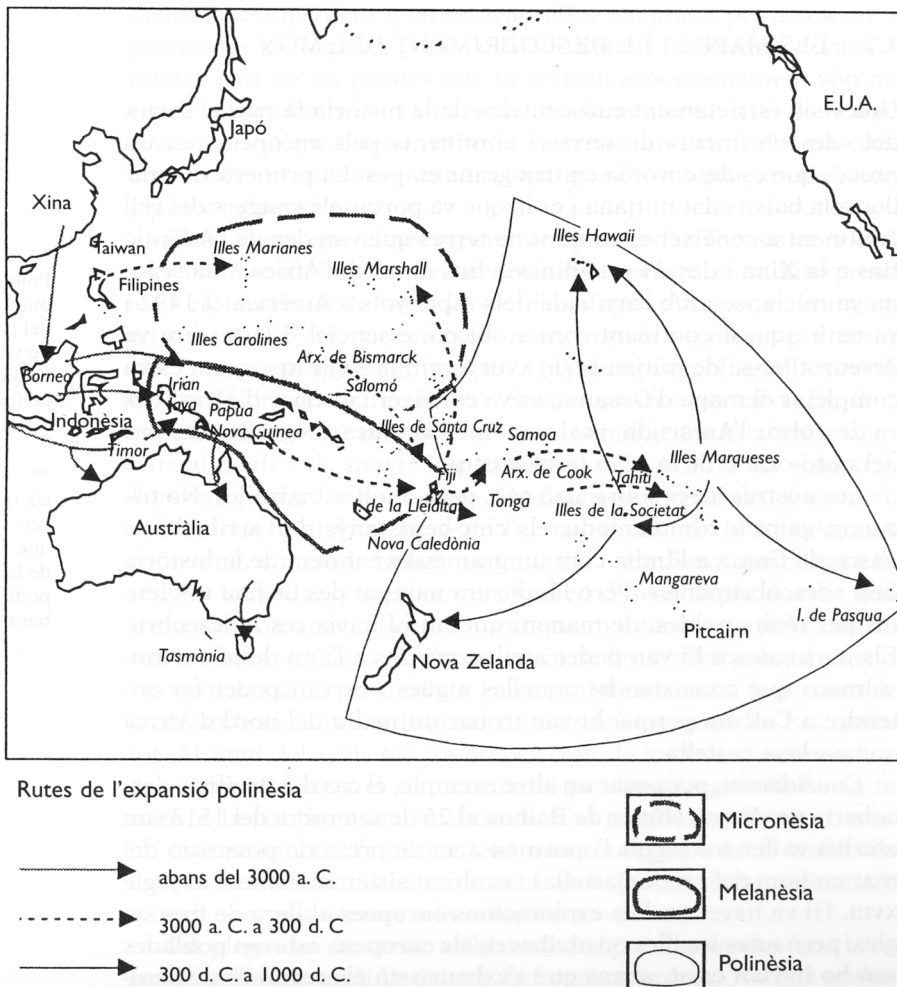 E.U.A.
Japó
Xina
Taiwan
Illes Marianes
Illes Hawaii
Illes Marshall
Filipines
Illes Carolines
Arx. de Bismarck
Borneo
Salomó
Irian
Jaya
Papua
Nova Guinea
Indonèsia
Illes de Santa Cruz
Samoa
Timor
Illes Marqueses
Fiji
Arx. de Cook
Tahití
I. de la Lleialtat
Tonga
Illes de la Societat
Austràlia
Nova Caledònia
Mangareva
I. de Pasqua
Pitcairn
Tasmània
Nova Zelanda
Rutes de l'expansió polinèsia
abans del 3000 a. C.
3000 a. C. a 300 d. C
300 d. C. a 1000 d. C.
Micronèsia
Melanèsia
Polinèsia